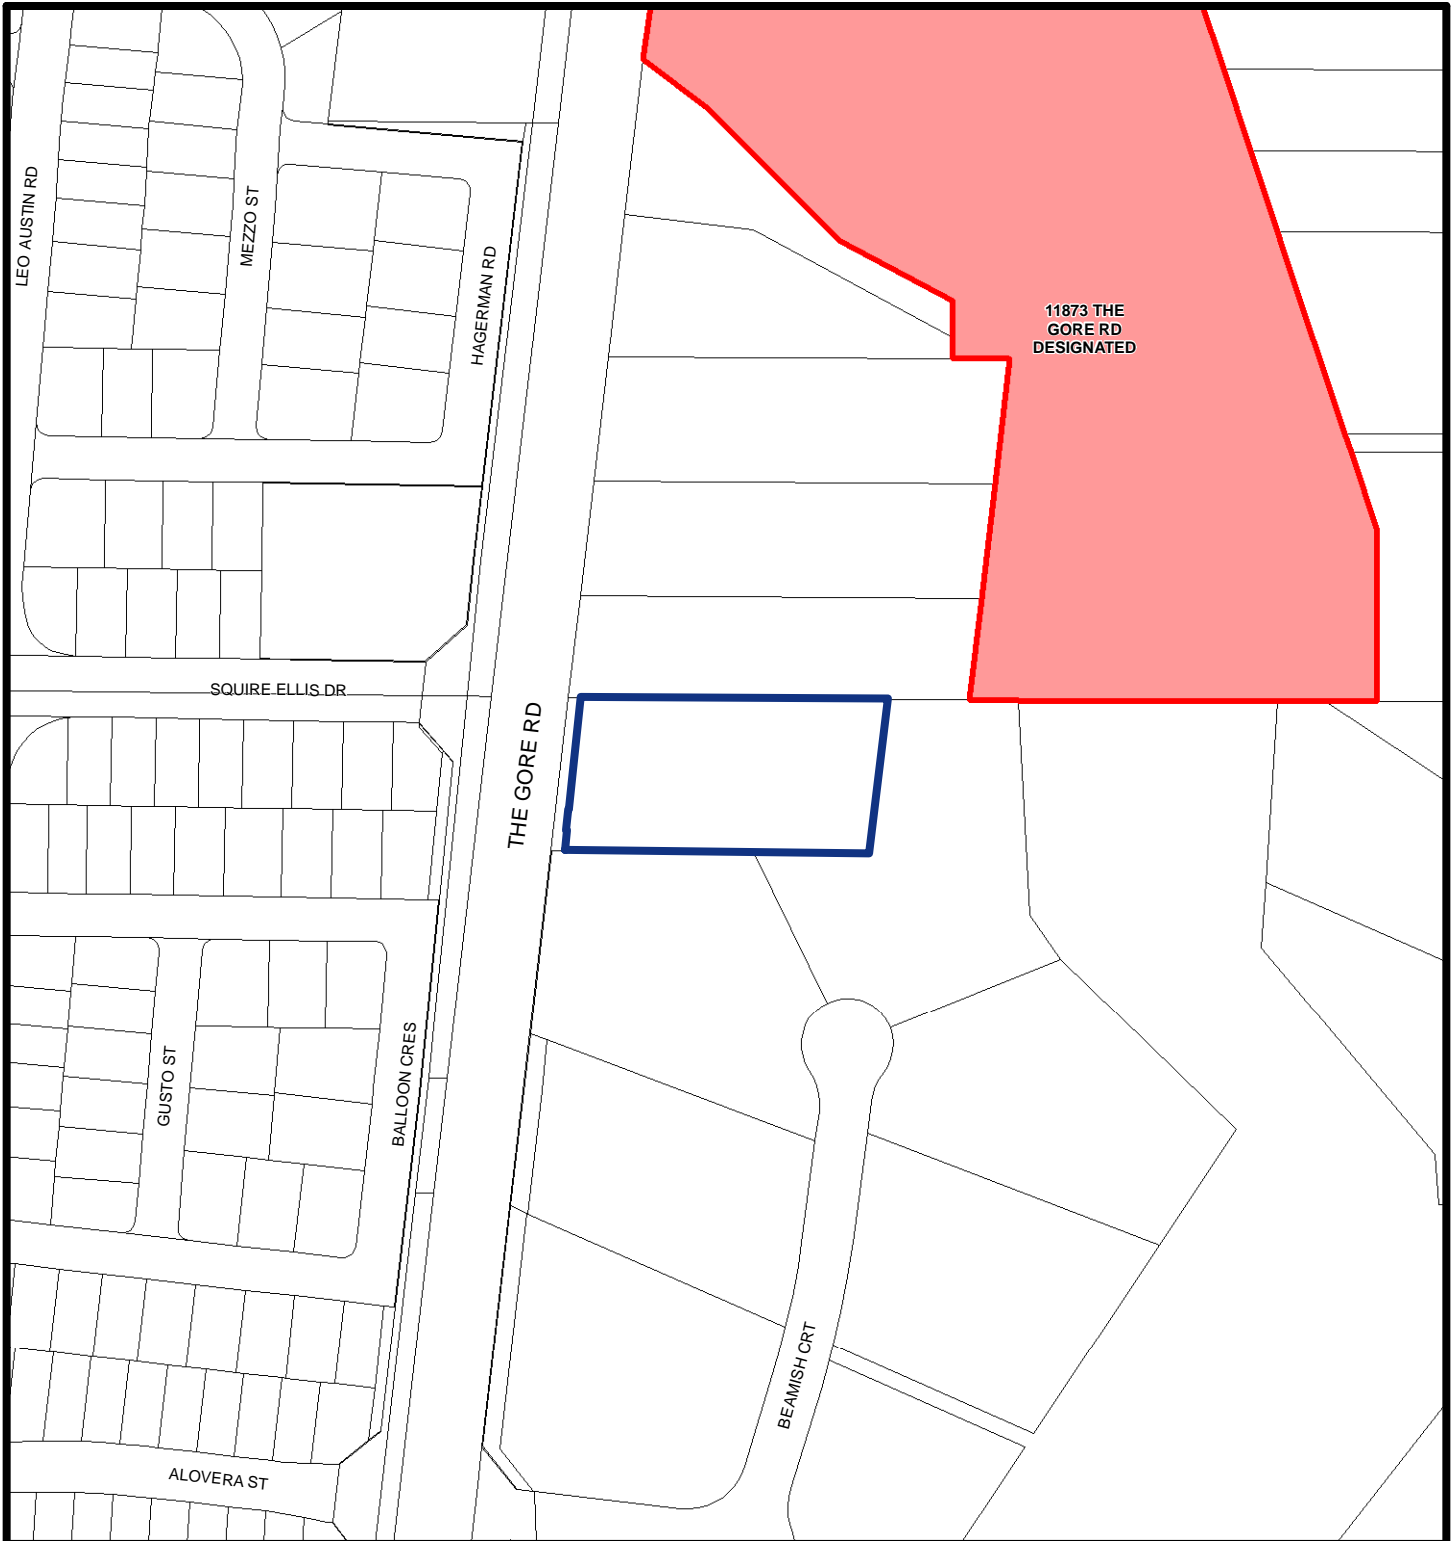 LEO AUSTIN RD
MEZZO ST
HAGERMAN RD
11873 THE
GORE RD
DESIGNATED
SQUIRE ELLIS DR
THE GORE RD
GUSTO ST
BALLOON CRES
BEAMISH CRT
ALOVERA ST